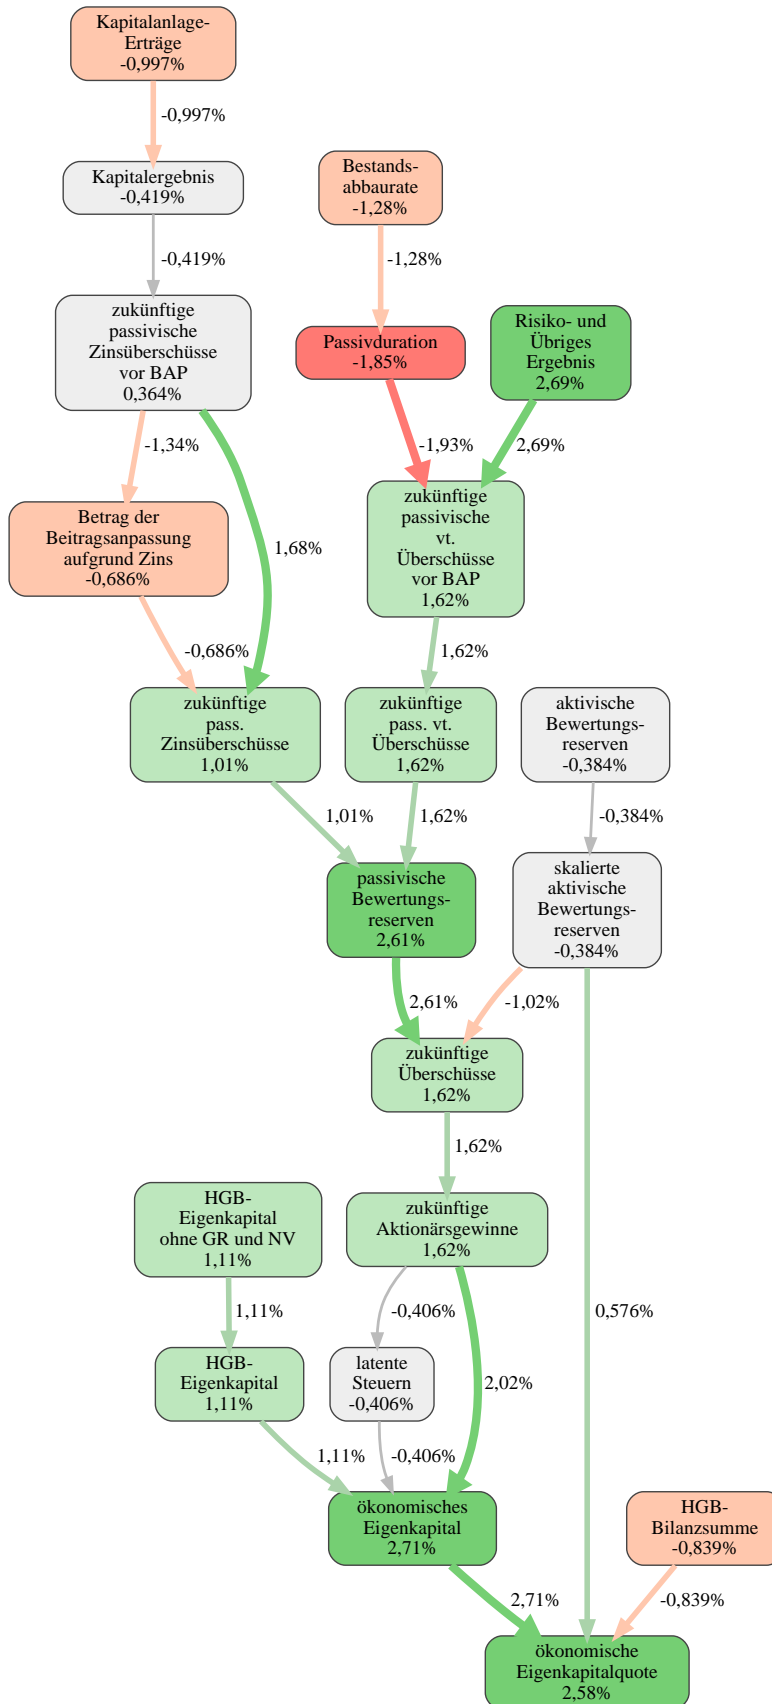 Kapitalanlage-
Erträge
-0,997%
-0,997%
Kapitalergebnis
-0,419%
Bestands-
abbaurate
-1,28%
-0,419%
-1,28%
zukünftige
passivische
Zinsüberschüsse
vor BAP
0,364%
Passivduration
-1,85%
Risiko- und
Übriges
Ergebnis
2,69%
-1,34%
-1,93%
2,69%
Betrag der
Beitragsanpassung
aufgrund Zins
-0,686%
1,68%
zukünftige
passivische
vt.
Überschüsse
vor BAP
1,62%
-0,686%
1,62%
zukünftige
pass.
Zinsüberschüsse
1,01%
zukünftige
pass. vt.
Überschüsse
1,62%
aktivische
Bewertungs-
reserven
-0,384%
1,01%
1,62%
-0,384%
passivische
Bewertungs-
reserven
2,61%
skalierte
aktivische
Bewertungs-
reserven
-0,384%
2,61%
-1,02%
zukünftige
Überschüsse
1,62%
1,62%
HGB-
Eigenkapital
ohne GR und NV
1,11%
zukünftige
Aktionärsgewinne
1,62%
1,11%
-0,406%
0,576%
HGB-
Eigenkapital
1,11%
latente
Steuern
-0,406%
2,02%
1,11%
-0,406%
ökonomisches
Eigenkapital
2,71%
HGB-
Bilanzsumme
-0,839%
2,71%
-0,839%
ökonomische
Eigenkapitalquote
2,58%